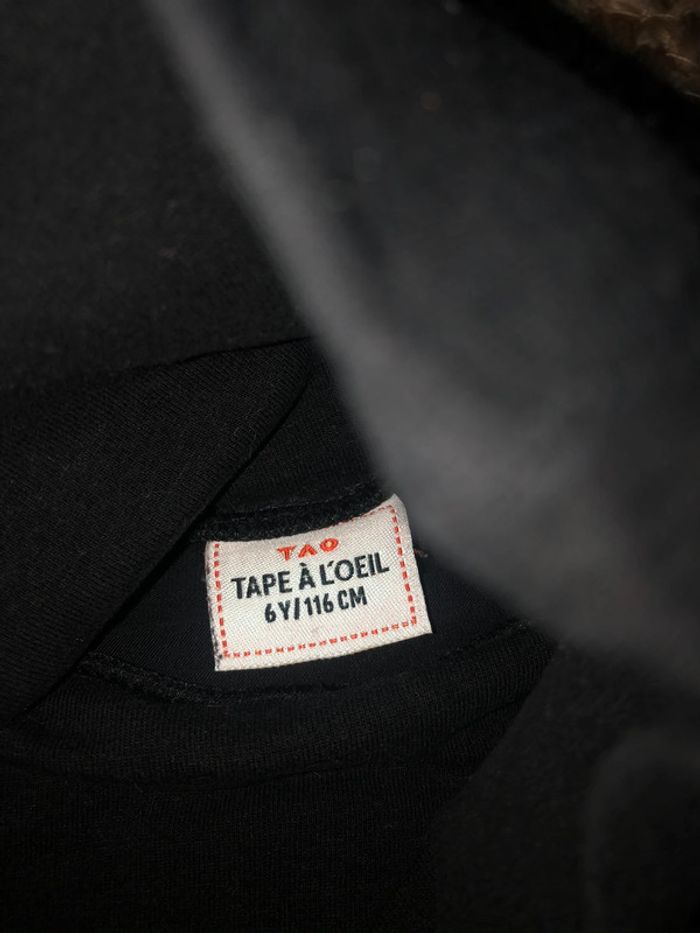 TAO
TAPE À L'OEIL
6Y/116 CM